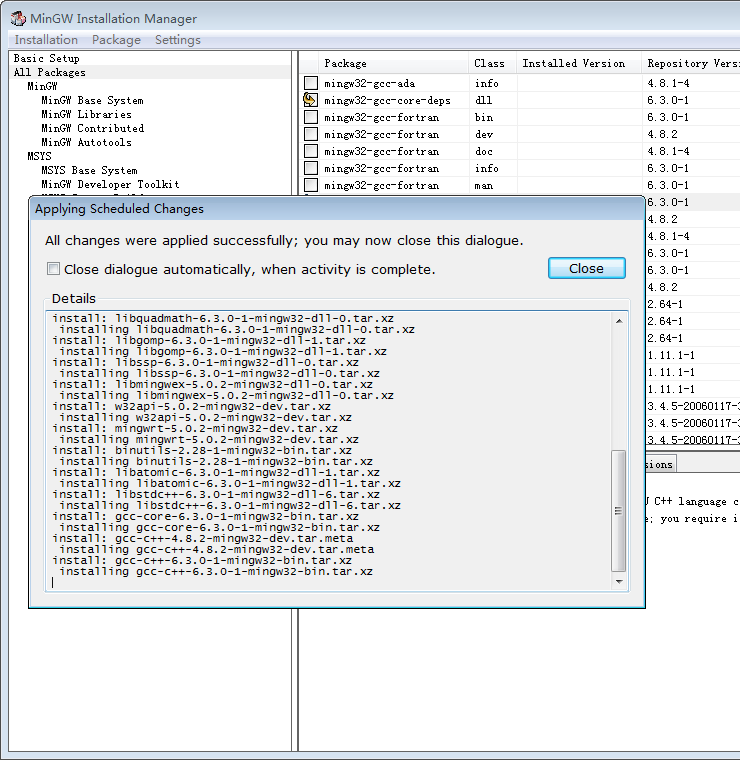 MinGW Installation Manager
Installation Package Settings
Basic Setup
All Packages
MinGW
MinGW Base System
MinGW Libraries
MinGW Contributed
MinGW Autotools
MSYS
MSYS Base System
MinGW Developer Toolkit
Package Class Installed Version Repository Versi
mingw32-gcc-ada info 4.8.1-4
mingw32-gcc-core-deps dll 6.3.0-1
mingw32-gcc-fortran bin 6.3.0-1
mingw32-gcc-fortran dev 4.8.2
mingw32-gcc-fortran doc 4.8.1-4
mingw32-gcc-fortran info 6.3.0-1
mingw32-gcc-fortran man 6.3.0-1
6.3.0-1
4.8.2
4.8.1-4
6.3.0-1
6.3.0-1
4.8.2
2.64-1
2.64-1
2.64-1
1.11.1-1
1.11.1-1
1.11.1-1
3.4.5-20060117-3
3.4.5-20060117-3
3.4.5-20060117-3
sions
J C++ language c
e; you require i
Applying Scheduled Changes
All changes were applied successfully; you may now close this dialogue.
Close dialogue automatically, when activity is complete.
Close
Details
install: libquadmath-6.3.0-1-mingw32-dll-0.tar.xz
installing libquadmath-6.3.0-1-mingw32-dll-0.tar.xz
install: libgomp-6.3.0-1-mingw32-dll-1.tar.xz
installing libgomp-6.3.0-1-mingw32-dll-1.tar.xz
install: libssp-6.3.0-1-mingw32-dll-0.tar.xz
installing libssp-6.3.0-1-mingw32-dll-0.tar.xz
install: libmingwex-5.0.2-mingw32-dll-0.tar.xz
installing libmingwex-5.0.2-mingw32-dll-0.tar.xz
install: w32api-5.0.2-mingw32-dev.tar.xz
installing w32api-5.0.2-mingw32-dev.tar.xz
install: mingwrt-5.0.2-mingw32-dev.tar.xz
installing mingwrt-5.0.2-mingw32-dev.tar.xz
install: binutils-2.28-1-mingw32-bin.tar.xz
installing binutils-2.28-1-mingw32-bin.tar.xz
install: libatomic-6.3.0-1-mingw32-dll-1.tar.xz
installing libatomic-6.3.0-1-mingw32-dll-1.tar.xz
install: libstdc++-6.3.0-1-mingw32-dll-6.tar.xz
installing libstdc++-6.3.0-1-mingw32-dll-6.tar.xz
install: gcc-core-6.3.0-1-mingw32-bin.tar.xz
installing gcc-core-6.3.0-1-mingw32-bin.tar.xz
install: gcc-c++-4.8.2-mingw32-dev.tar.meta
installing gcc-c++-4.8.2-mingw32-dev.tar.meta
install: gcc-c++-6.3.0-1-mingw32-bin.tar.xz
installing gcc-c++-6.3.0-1-mingw32-bin.tar.xz